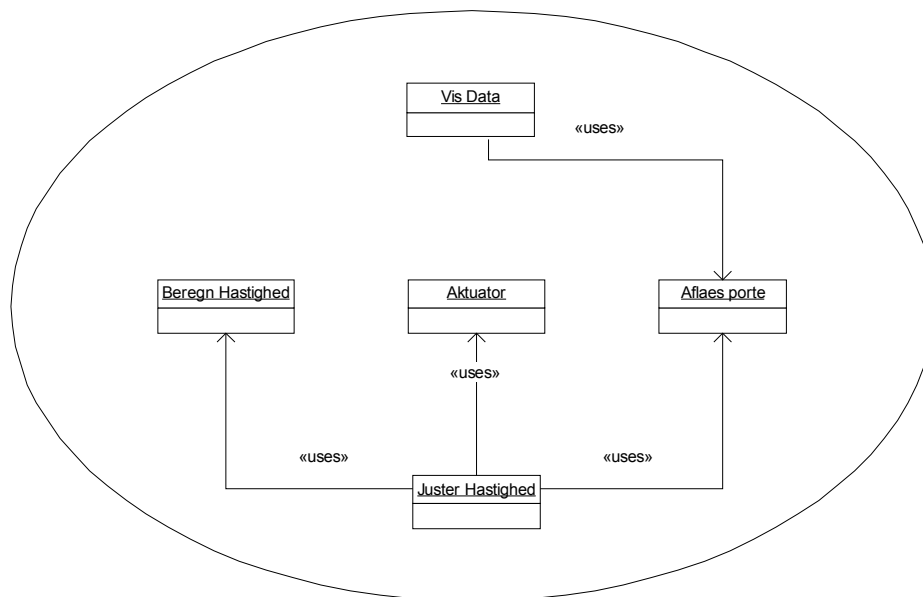 Vis Data
«uses»
Beregn Hastighed
Aktuator
Aflaes porte
«uses»
«uses»
«uses»
Juster Hastighed